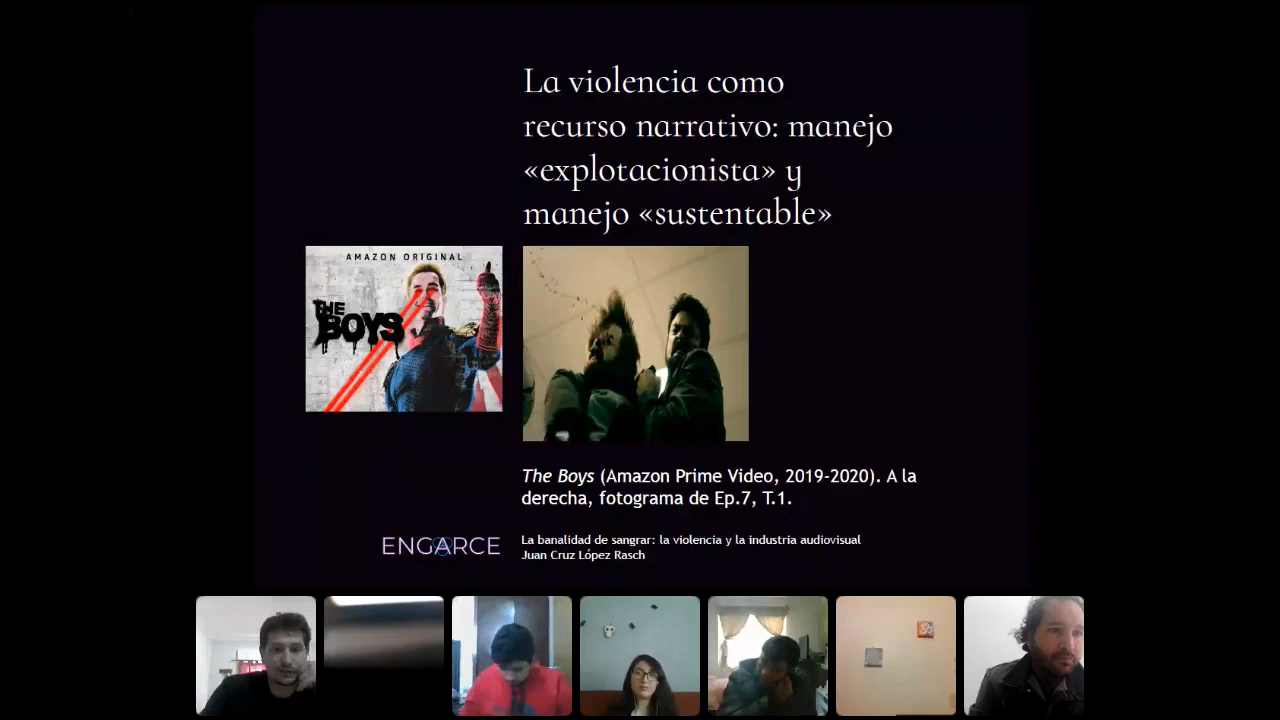 La violencia como
recurso narrativo: manejo
«explotacionista» y
manejo «sustentable»
AMAZON ORIGINAL
THE
BOYS
The Boys (Amazon Prime Video, 2019-2020). A la
derecha, fotograma de Ep.7, T.1.
ENGARCE
La banalidad de sangrar: la violencia y la industria audiovisual
Juan Cruz López Rasch